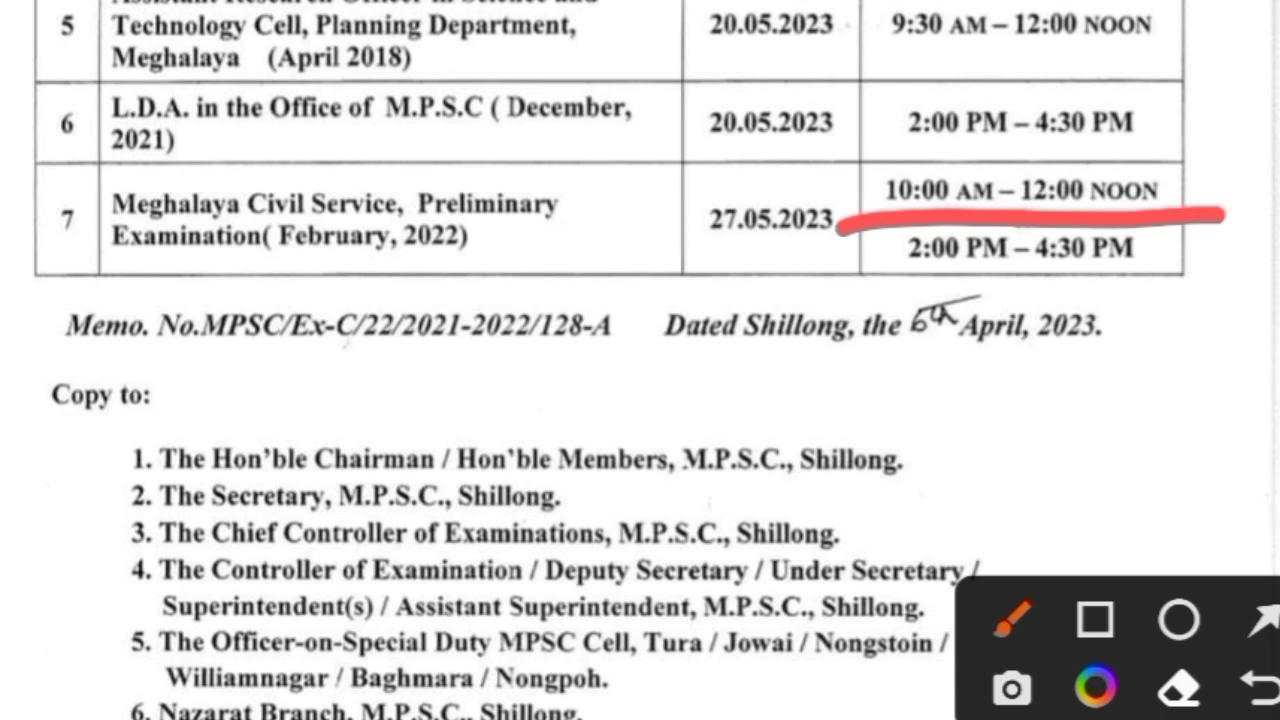 5
Technology Cell, Planning Department,
Meghalaya (April 2018)
20.05.2023
9:30 AM – 12:00 NOON
6
L.D.A. in the Office of M.P.S.C ( December,
2021)
20.05.2023
2:00 PM – 4:30 PM
7
Meghalaya Civil Service, Preliminary
Examination( February, 2022)
27.05.2023
10:00 AM – 12:00 NOON
2:00 PM – 4:30 PM
Memo. No.MPSC/Ex-C/22/2021-2022/128-A Dated Shillong, the 6th April, 2023.
Copy to:
1. The Hon'ble Chairman / Hon'ble Members, M.P.S.C., Shillong.
2. The Secretary, M.P.S.C., Shillong.
3. The Chief Controller of Examinations, M.P.S.C., Shillong.
4. The Controller of Examination / Deputy Secretary / Under Secretary /
Superintendent(s) / Assistant Superintendent, M.P.S.C., Shillong.
5. The Officer-on-Special Duty MPSC Cell, Tura / Jowai / Nongstoin /
Williamnagar / Baghmara / Nongpoh.
6. Nazarat Branch, M.P.S.C., Shillong.